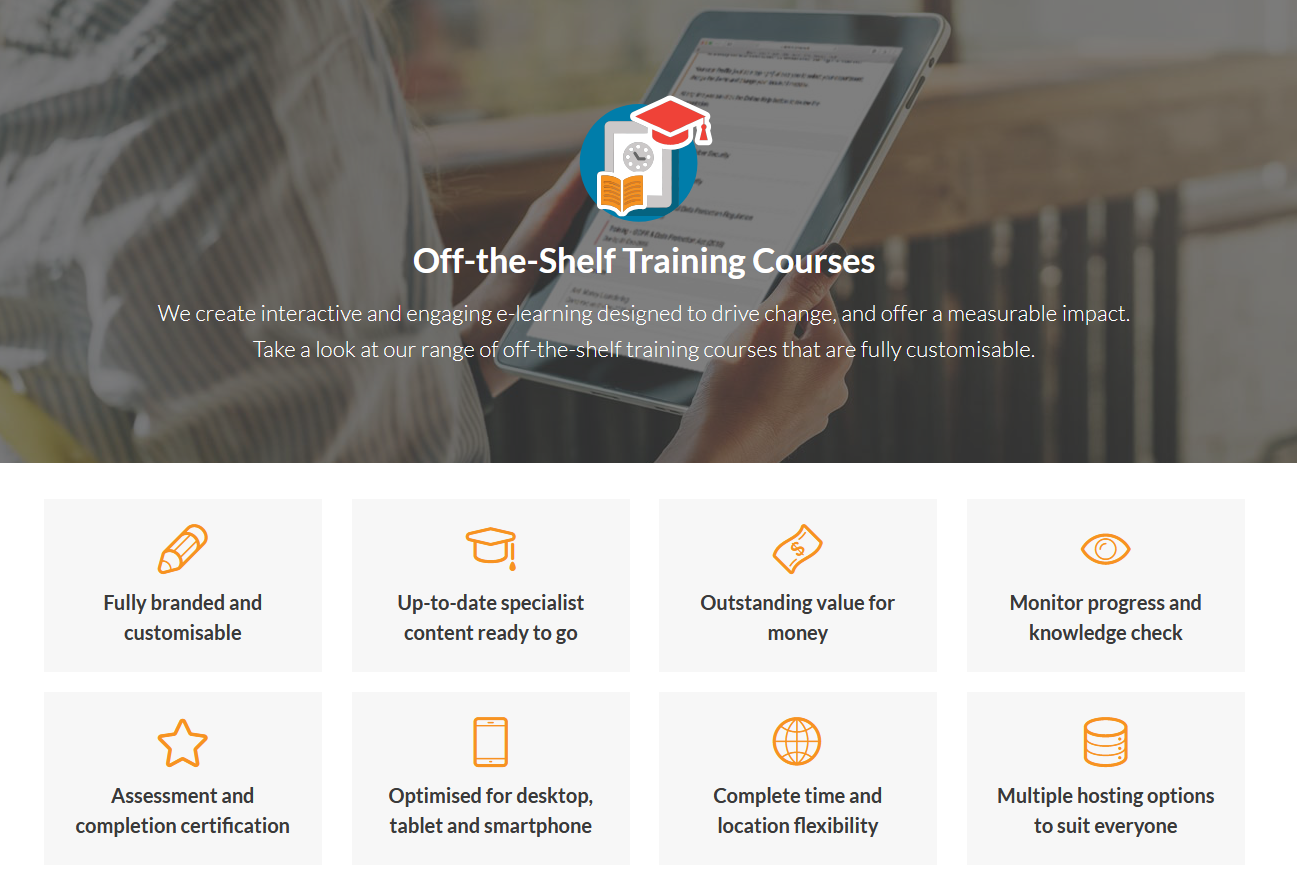 Off-the-Shelf Training Courses
We create interactive and engaging e-learning designed to drive change, and offer a measurable impact.
Take a look at our range of off-the-shelf training courses that are fully customisable.
Fully branded and
customisable
Up-to-date specialist
content ready to go
Outstanding value for
money
Monitor progress and
knowledge check
Assessment and
completion certification
Optimised for desktop,
tablet and smartphone
Complete time and
location flexibility
Multiple hosting options
to suit everyone